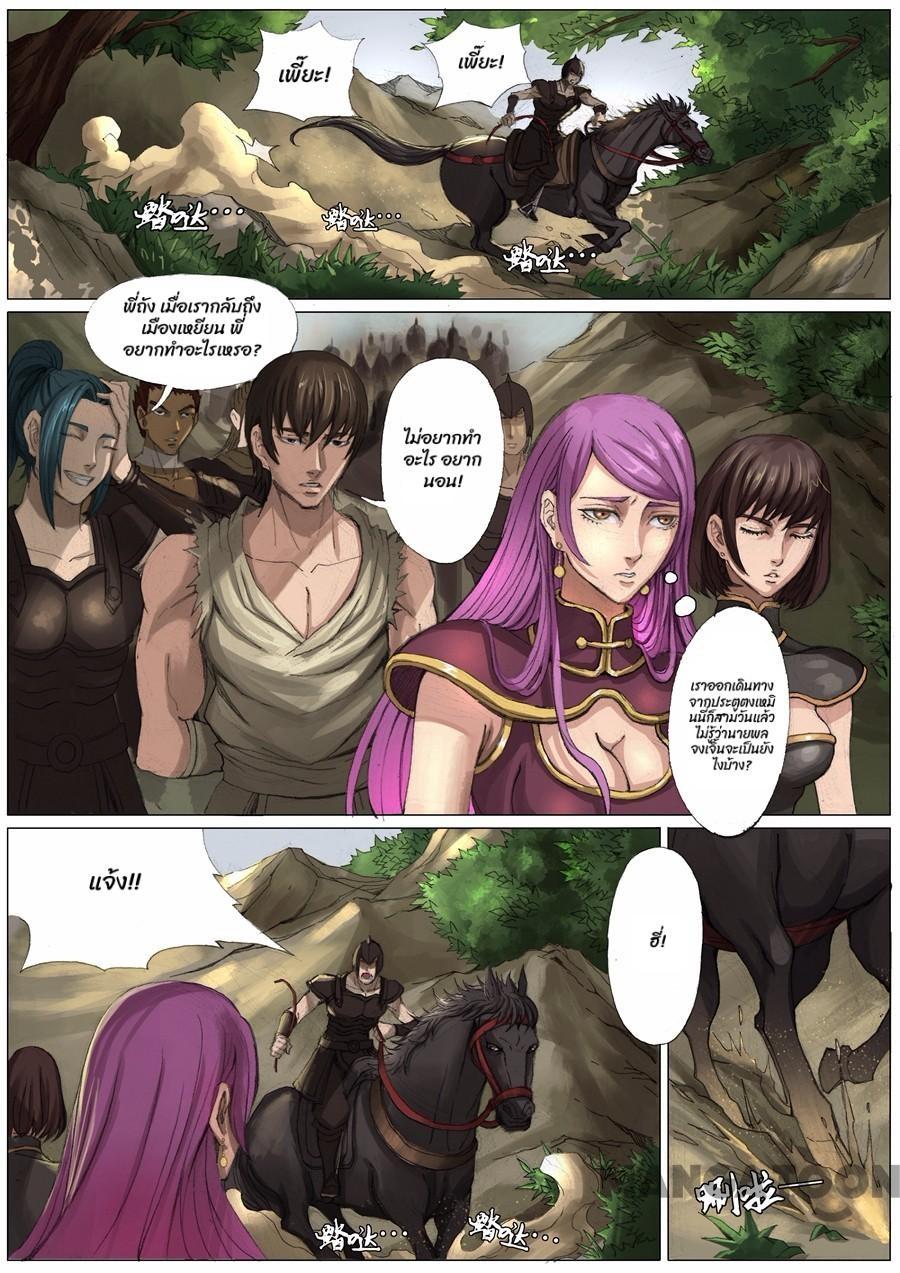 เพี๊ยะ!
เพี๊ยะ!
踏哒…
踏哒…
踏哒…
พี่ถัง เมื่อเรากลับถึง
เมืองเหยียน พี่
อยากทำอะไรเหรอ?
ไม่อยากทำ
อะไร อยาก
นอน!
เราออกเดินทาง
จากประตูตงเหมิ
นนี่ก็สามวันแล้ว
ไม่รู้ว่านายพล
จงเจิ้นจะเป็นยัง
ไงบ้าง?
แจ้ง!!
ฮี่!
踏哒…
踏哒…
唰啦——
MANGATOON